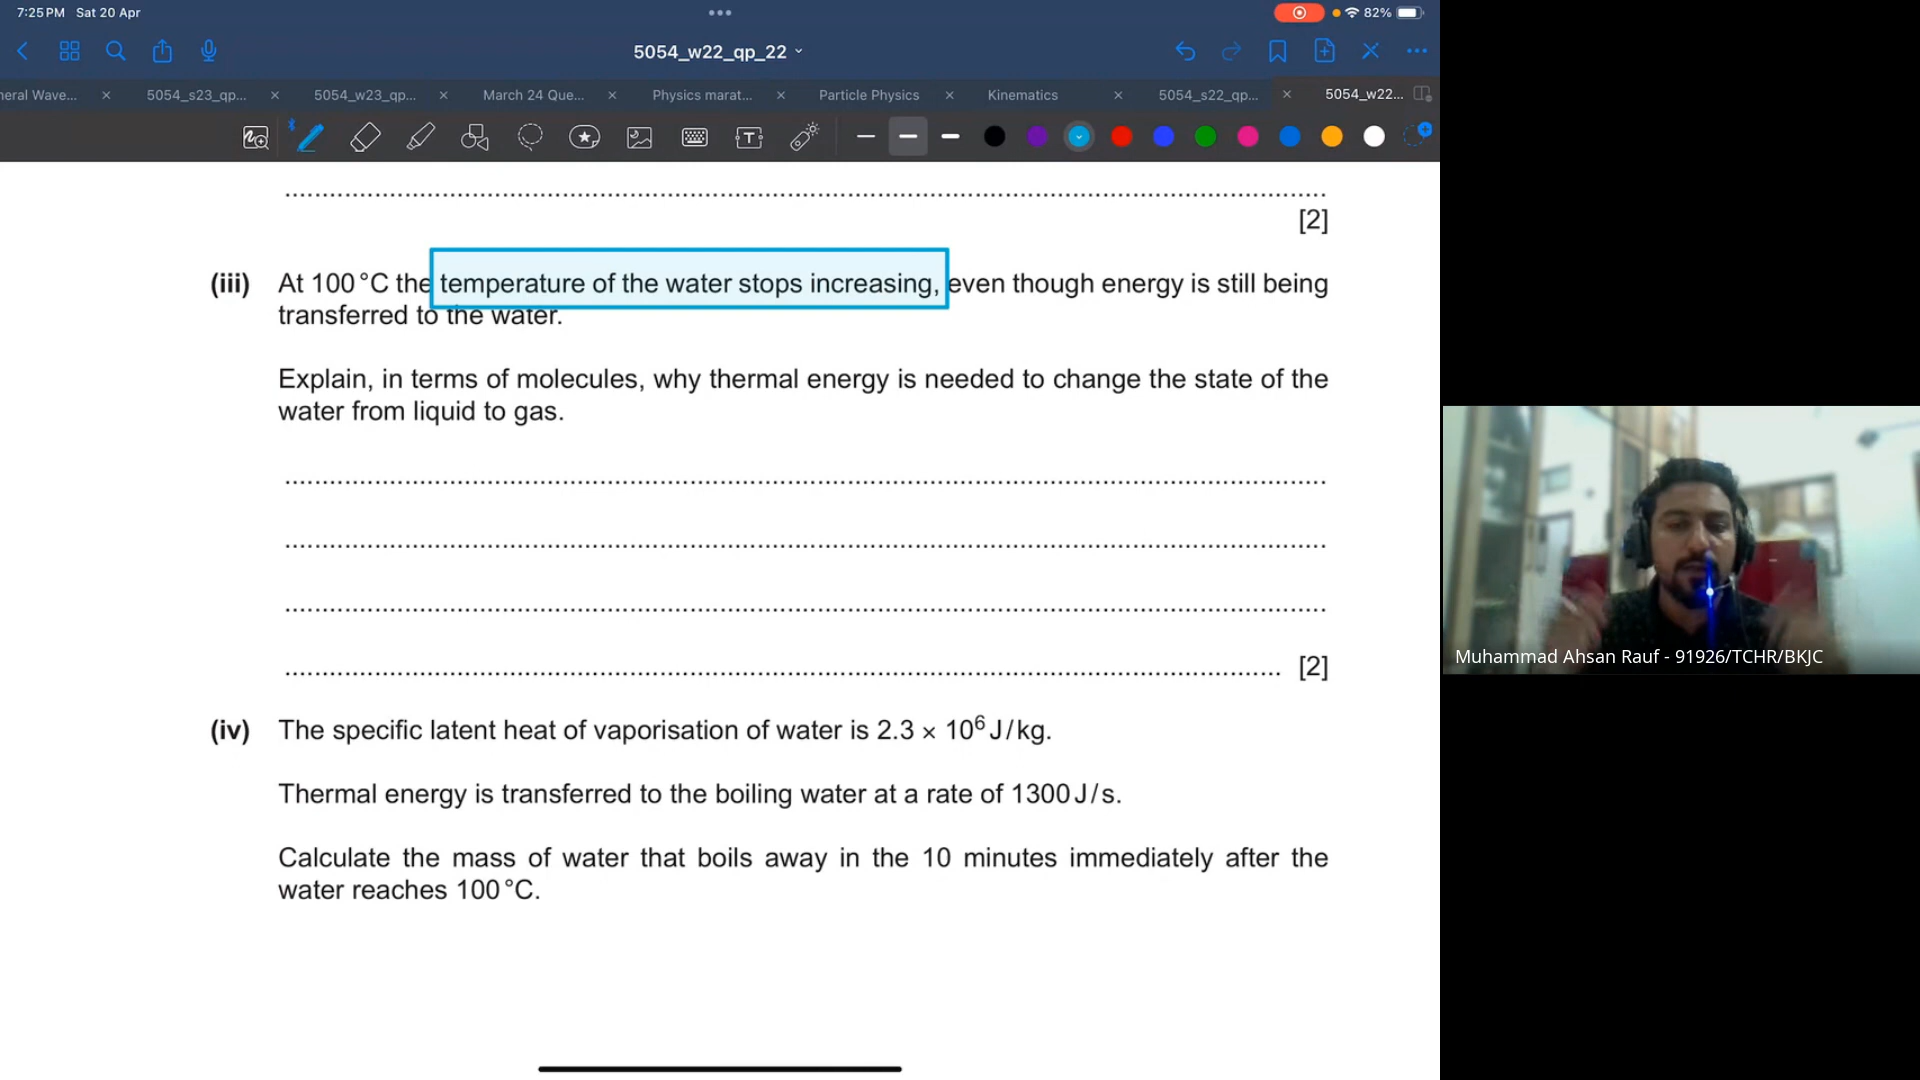 7:25 PM Sat 20 Apr
82%
5054_w22_qp_22
neral Wave...
5054_s23_qp...
5054_w23_qp...
March 24 Que...
Physics marat...
Particle Physics
Kinematics
5054_s22_qp...
5054_w22...
[2]
(iii) At 100 °C the temperature of the water stops increasing, even though energy is still being
transferred to the water.
Explain, in terms of molecules, why thermal energy is needed to change the state of the
water from liquid to gas.
[2]
(iv) The specific latent heat of vaporisation of water is 2.3 × 10⁶ J/kg.
Thermal energy is transferred to the boiling water at a rate of 1300 J/s.
Calculate the mass of water that boils away in the 10 minutes immediately after the
water reaches 100 °C.
Muhammad Ahsan Rauf - 91926/TCHR/BKJC